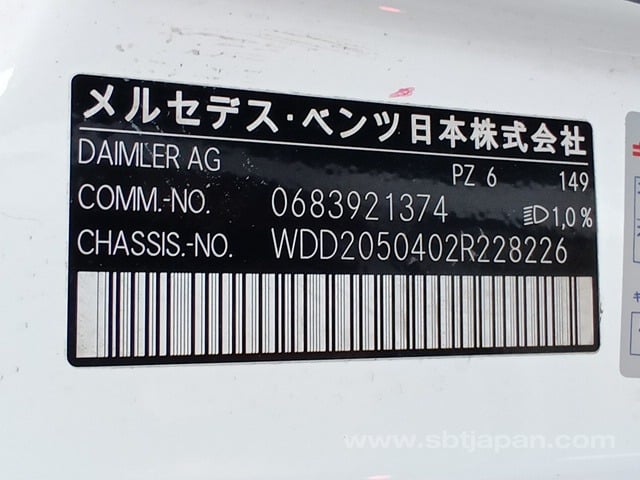 メルセデス・ベンツ日本株式会社
DAIMLER AG PZ 6 149
COMM.-NO. 0683921374 1,0%
CHASSIS.-NO. WDD2050402R228226
www.sbtjapan.com